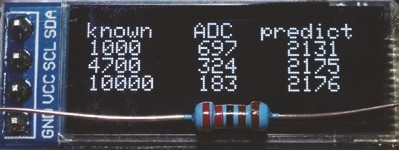 known ADC predict
1000 697 2131
4700 324 2175
10000 183 2176
GND VCC SCL SDA